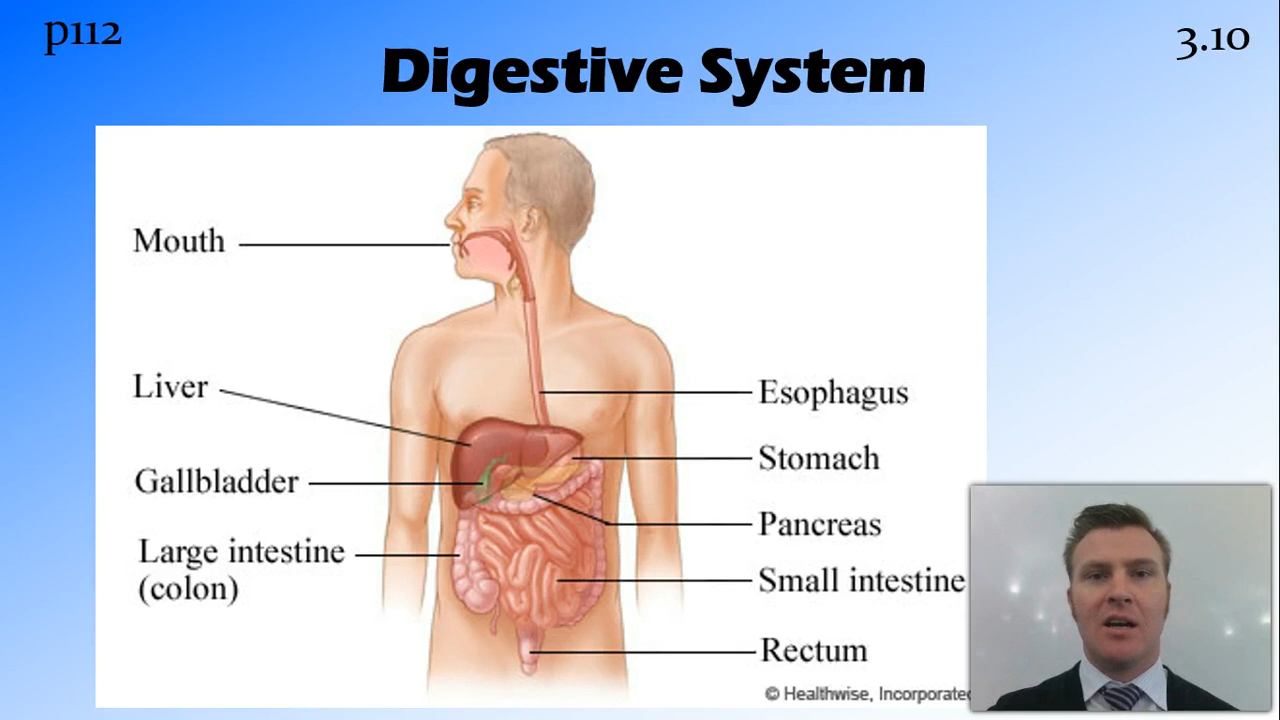 p112
3.10
Digestive System
Mouth
Liver
Gallbladder
Large intestine
(colon)
Esophagus
Stomach
Pancreas
Small intestine
Rectum
© Healthwise, Incorporated